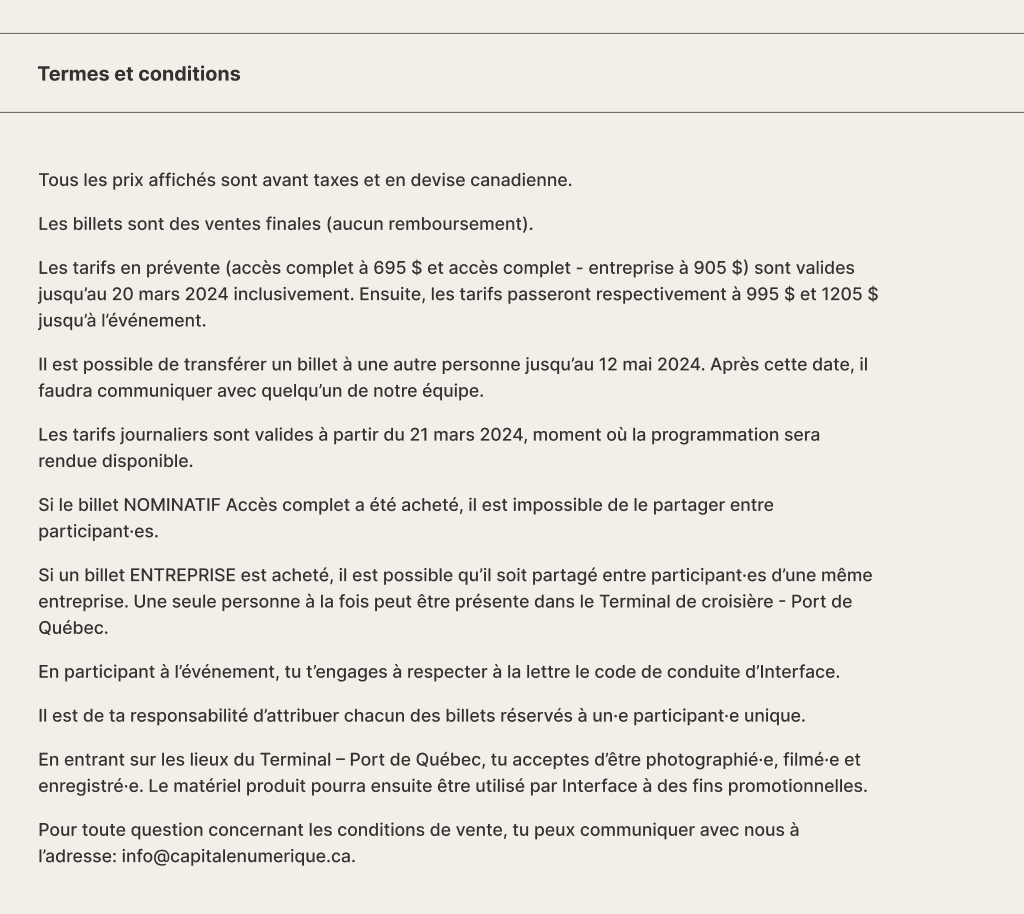 Termes et conditions
Tous les prix affichés sont avant taxes et en devise canadienne.
Les billets sont des ventes finales (aucun remboursement).
Les tarifs en prévente (accès complet à 695 $ et accès complet - entreprise à 905 $) sont valides
jusqu’au 20 mars 2024 inclusivement. Ensuite, les tarifs passeront respectivement à 995 $ et 1205 $
jusqu’à l’événement.
Il est possible de transférer un billet à une autre personne jusqu’au 12 mai 2024. Après cette date, il
faudra communiquer avec quelqu’un de notre équipe.
Les tarifs journaliers sont valides à partir du 21 mars 2024, moment où la programmation sera
rendue disponible.
Si le billet NOMINATIF Accès complet a été acheté, il est impossible de le partager entre
participant·es.
Si un billet ENTREPRISE est acheté, il est possible qu’il soit partagé entre participant·es d’une même
entreprise. Une seule personne à la fois peut être présente dans le Terminal de croisière - Port de
Québec.
En participant à l’événement, tu t’engages à respecter à la lettre le code de conduite d’Interface.
Il est de ta responsabilité d’attribuer chacun des billets réservés à un·e participant·e unique.
En entrant sur les lieux du Terminal – Port de Québec, tu acceptes d’être photographié·e, filmé·e et
enregistré·e. Le matériel produit pourra ensuite être utilisé par Interface à des fins promotionnelles.
Pour toute question concernant les conditions de vente, tu peux communiquer avec nous à
l’adresse: info@capitalenumerique.ca.